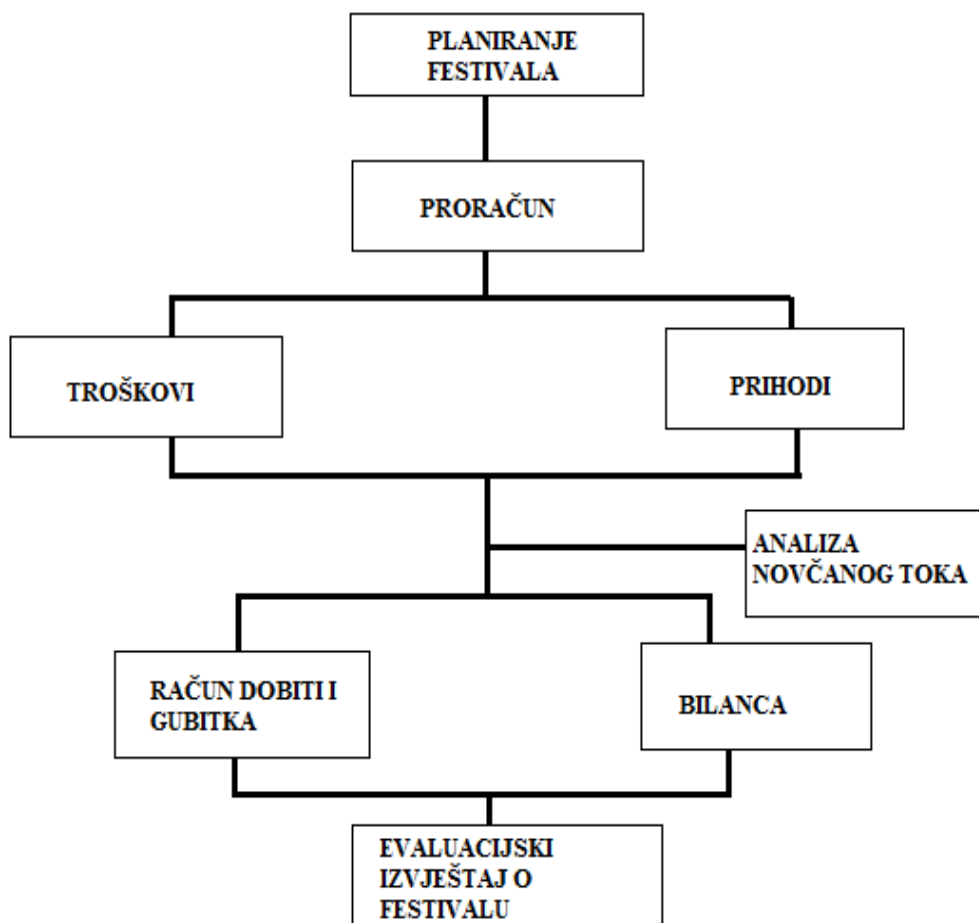 PLANIRANJE
FESTIVALA
PRORAČUN
TROŠKOVI
PRIHODI
ANALIZA
NOVČANOG TOKA
RAČUN DOBITI I
GUBITKA
BILANCA
EVALUACIJSKI
IZVJEŠTAJ O
FESTIVALU